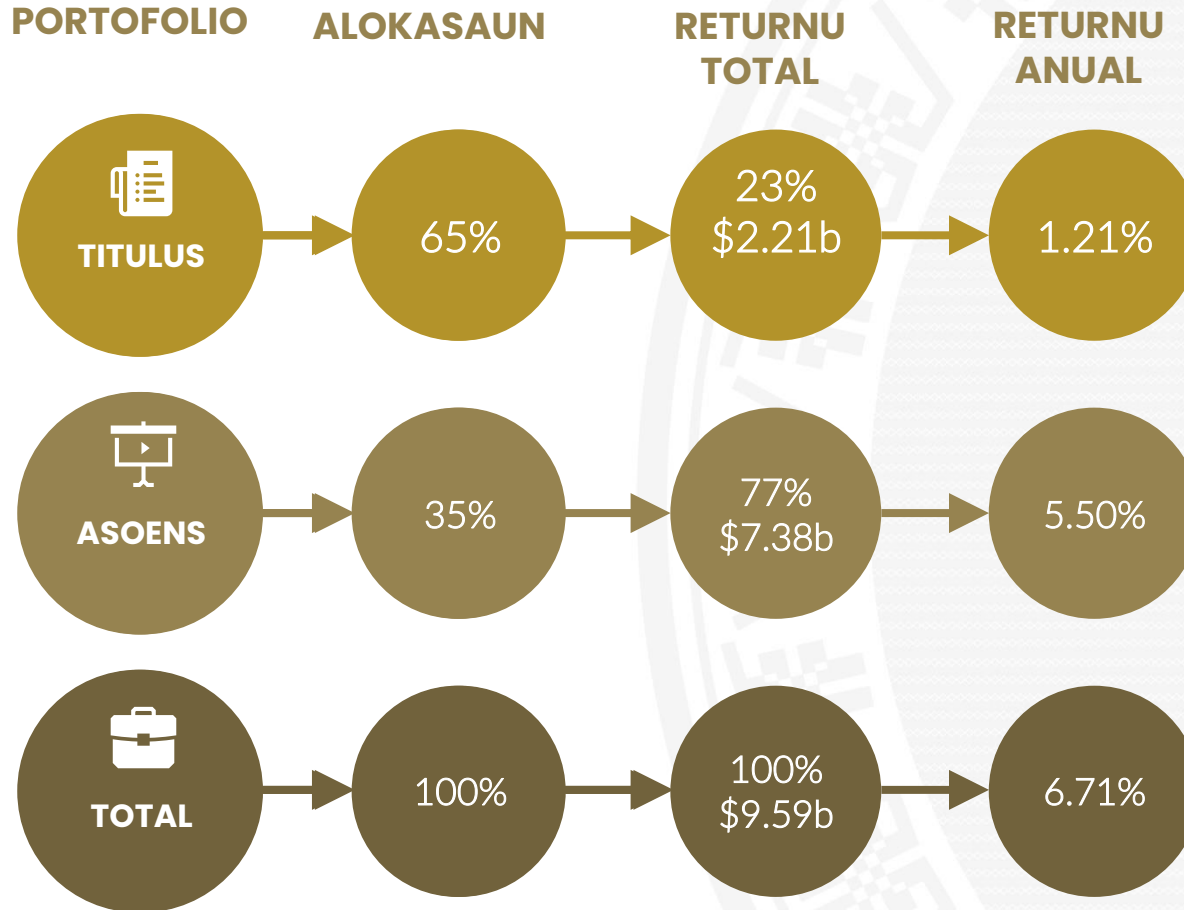 PORTOFOLIO
ALOKASAUN
RETURNU
TOTAL
RETURNU
ANUAL
TITULUS
65%
23%
$2.21b
1.21%
ASOENS
35%
77%
$7.38b
5.50%
TOTAL
100%
100%
$9.59b
6.71%